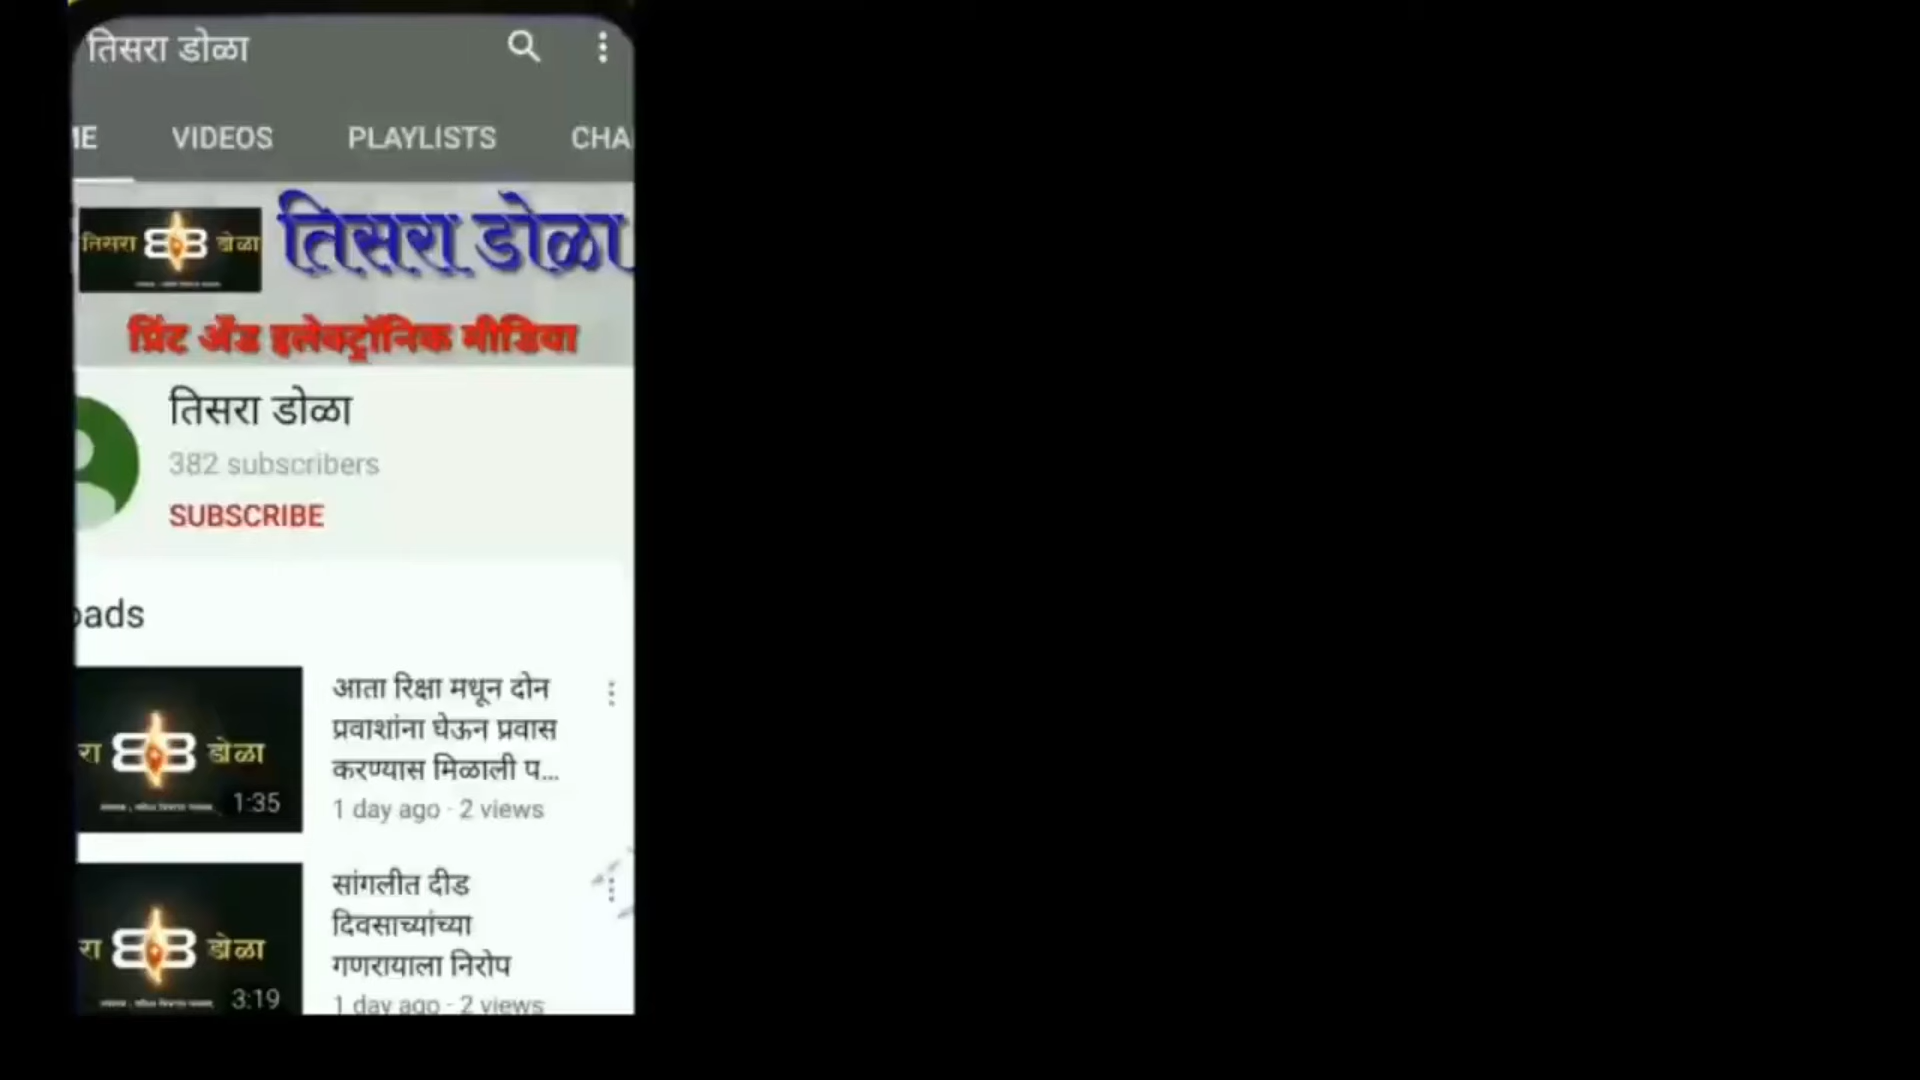 तिसरा डोळा
ME VIDEOS PLAYLISTS CHA
तिसरा डोळा
तिसरा डोळा
प्रिंट अँड इलेक्ट्रॉनिक मीडिया
तिसरा डोळा
382 subscribers
SUBSCRIBE
oads
रा डोळा
1:35
आता रिक्षा मधून दोन
प्रवाशांना घेऊन प्रवास
करण्यास मिळाली प...
1 day ago · 2 views
रा डोळा
3:19
सांगलीत दीड
दिवसाच्यांच्या
गणरायाला निरोप
1 day ago · 2 views